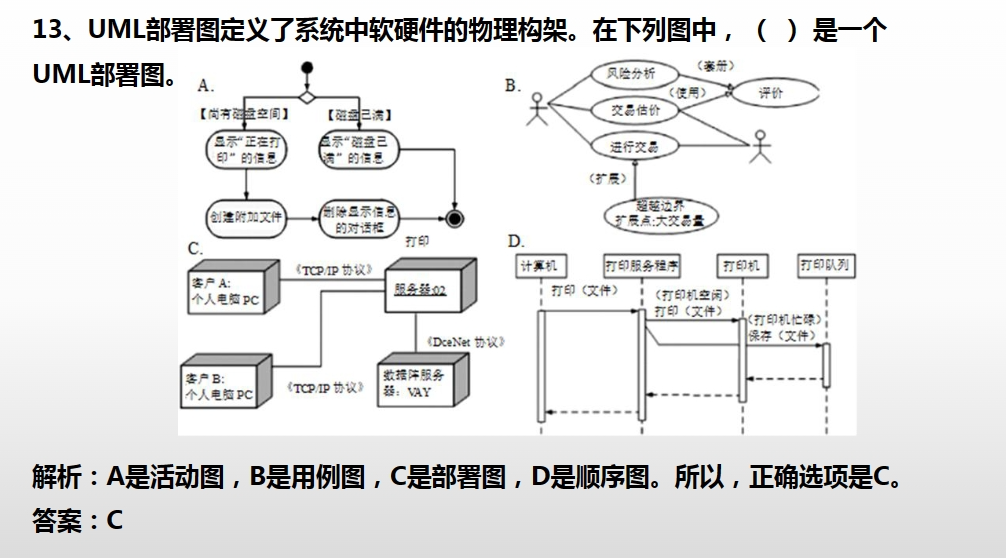 13、UML部署图定义了系统中软硬件的物理构架。在下列图中，（ ）是一个
UML部署图。
A.
【尚有磁盘空间】
【磁盘已满】
显示“正在打
印”的信息
显示“磁盘已
满”的信息
创建附加文件
删除显示信息
的对话框
打印
B.
风险分析
（套册）
（使用）
评价
交易估价
进行交易
（扩展）
超越边界
扩展点:大交易量
C.
客户A:
个人电脑PC
《TCP/IP 协议》
服务器:02
《DceNet 协议》
客户B:
个人电脑PC
《TCP/IP 协议》
数据阵服务
器：VAY
D.
计算机
打印服务程序
打印机
打印队列
打印（文件）
（打印机空闲）
打印（文件）
（打印机忙碌）
保存（文件）
解析：A是活动图，B是用例图，C是部署图，D是顺序图。所以，正确选项是C。
答案：C